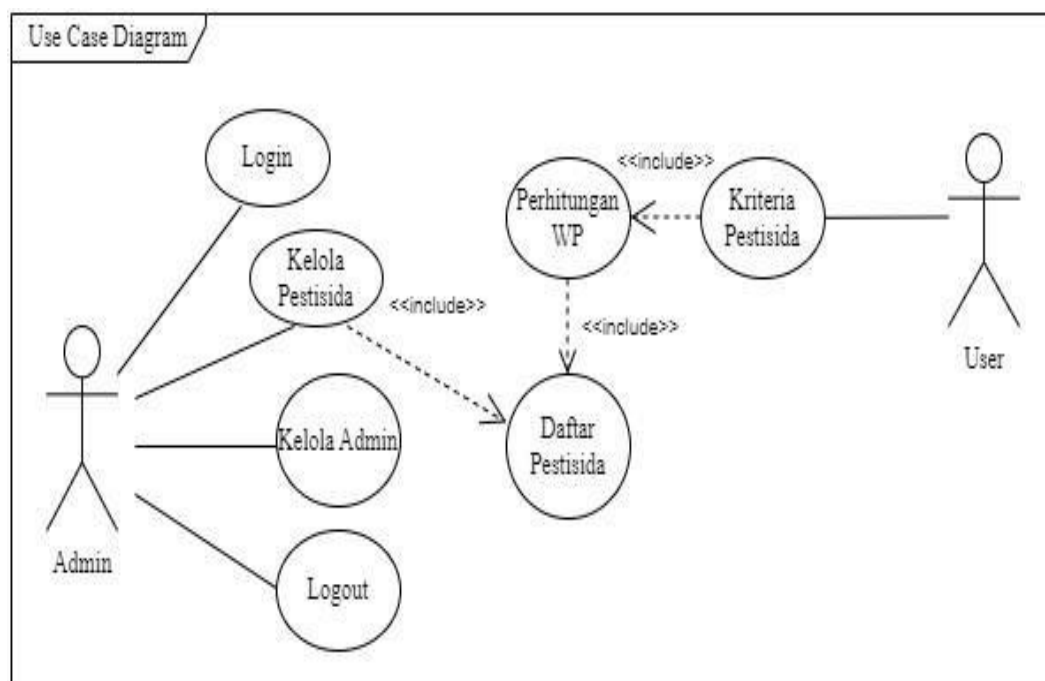 Use Case Diagram
Login
Kelola
Pestisida
<<include>>
Kelola Admin
Logout
Admin
Perhitungan
WP
<<include>>
Kriteria
Pestisida
<<include>>
Daftar
Pestisida
User